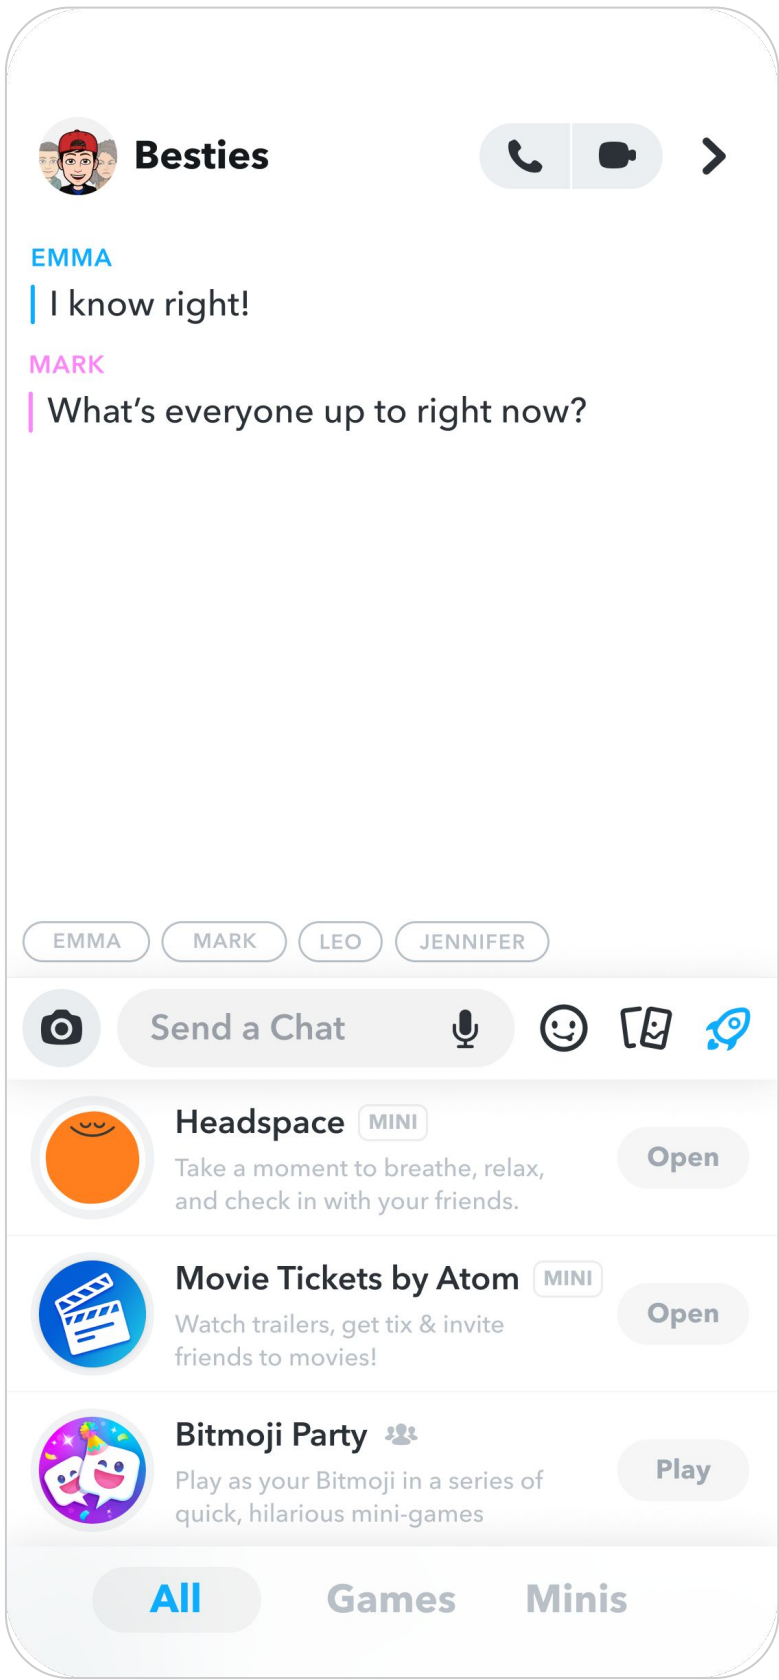 Besties
EMMA
I know right!
MARK
What's everyone up to right now?
EMMA MARK LEO JENNIFER
Send a Chat
Headspace MINI
Take a moment to breathe, relax,
and check in with your friends.
Open
Movie Tickets by Atom MINI
Watch trailers, get tix & invite
friends to movies!
Open
Bitmoji Party
Play as your Bitmoji in a series of
quick, hilarious mini-games
Play
All Games Minis